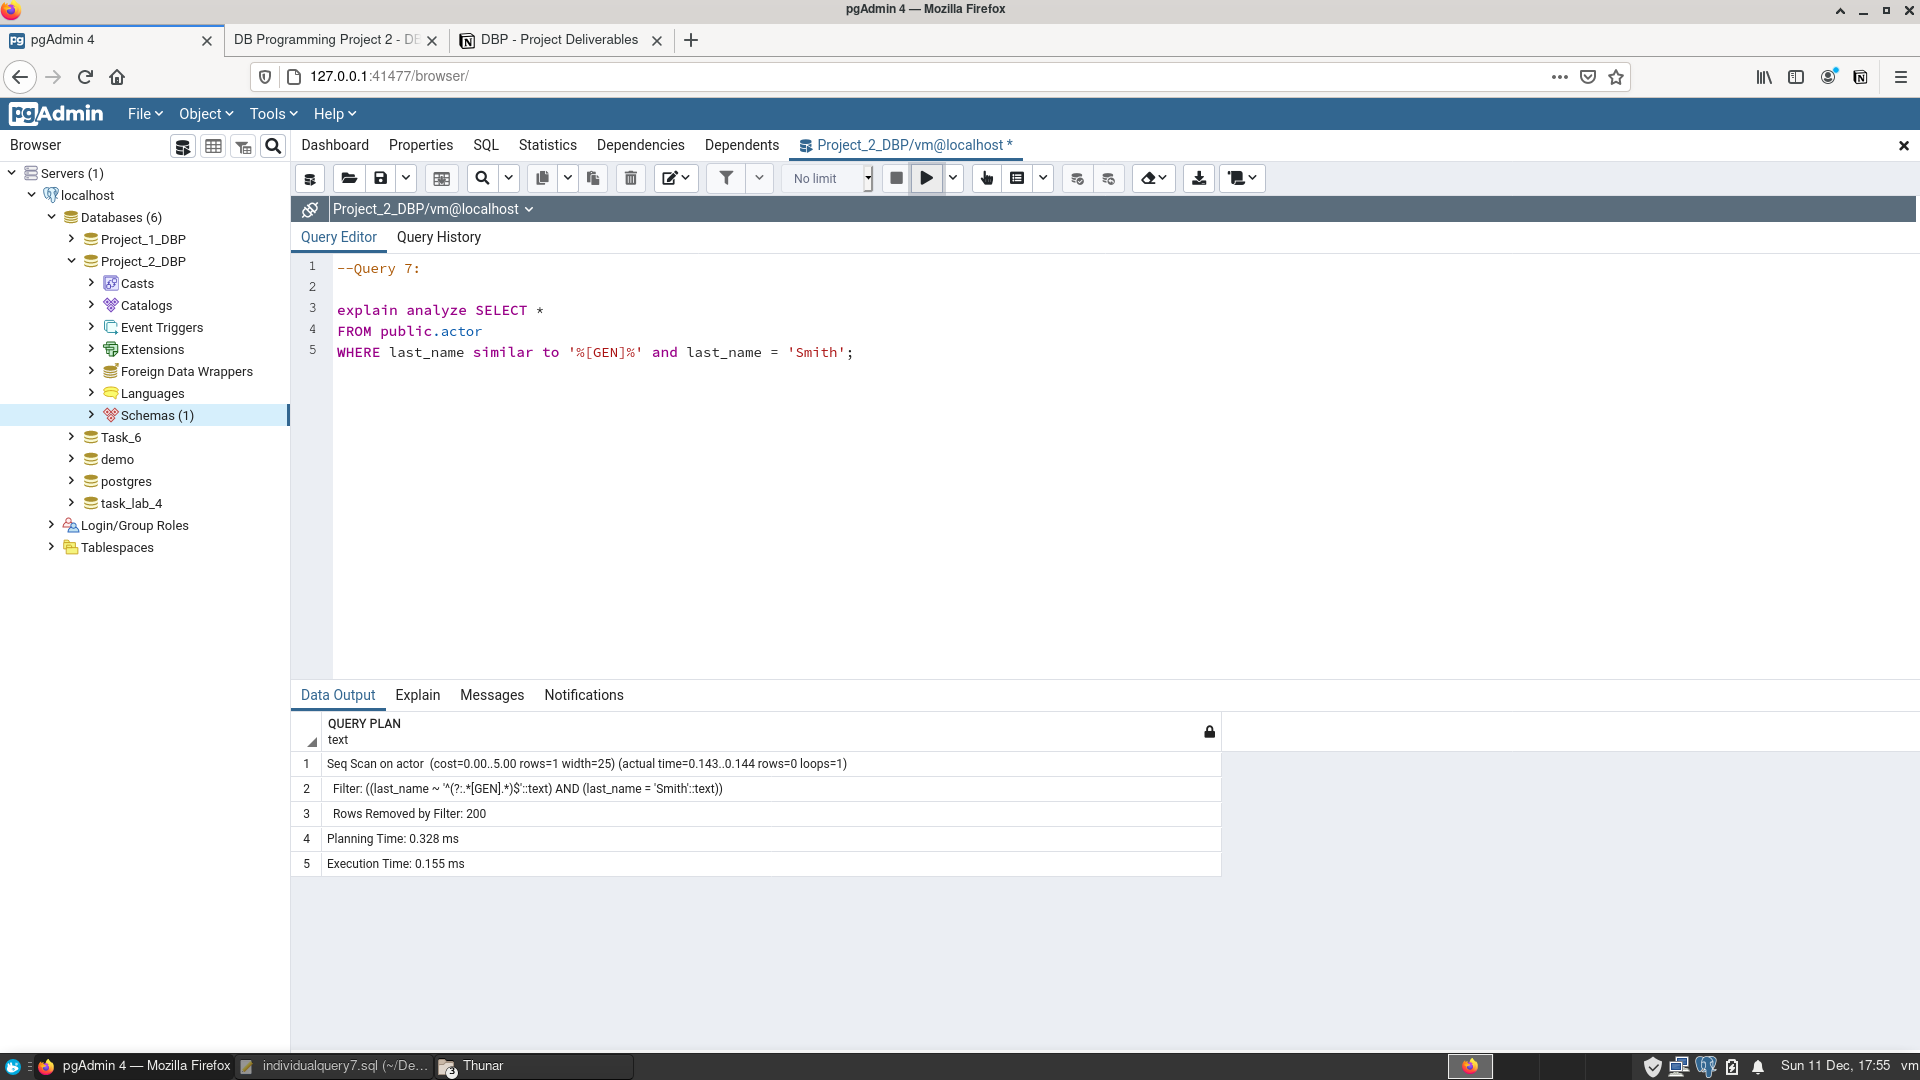 pgAdmin 4 — Mozilla Firefox
pgAdmin 4
DB Programming Project 2 - DB
DBP - Project Deliverables
127.0.0.1:41477/browser/
pgAdmin
File
Object
Tools
Help
Browser
Dashboard
Properties
SQL
Statistics
Dependencies
Dependents
Project_2_DBP/vm@localhost *
Servers (1)
localhost
Databases (6)
Project_1_DBP
Project_2_DBP
Casts
Catalogs
Event Triggers
Extensions
Foreign Data Wrappers
Languages
Schemas (1)
Task_6
demo
postgres
task_lab_4
Login/Group Roles
Tablespaces
No limit
Project_2_DBP/vm@localhost
Query Editor
Query History
1 --Query 7:
2
3 explain analyze SELECT *
4 FROM public.actor
5 WHERE last_name similar to '%[GEN]%' and last_name = 'Smith';
Data Output
Explain
Messages
Notifications
QUERY PLAN
text
1 Seq Scan on actor (cost=0.00..5.00 rows=1 width=25) (actual time=0.143..0.144 rows=0 loops=1)
2 Filter: ((last_name ~ '^(?:.*[GEN].*)$'::text) AND (last_name = 'Smith'::text))
3 Rows Removed by Filter: 200
4 Planning Time: 0.328 ms
5 Execution Time: 0.155 ms
pgAdmin 4 — Mozilla Firefox
individualquery7.sql (~/De...
3
Thunar
Sun 11 Dec, 17:55
vm